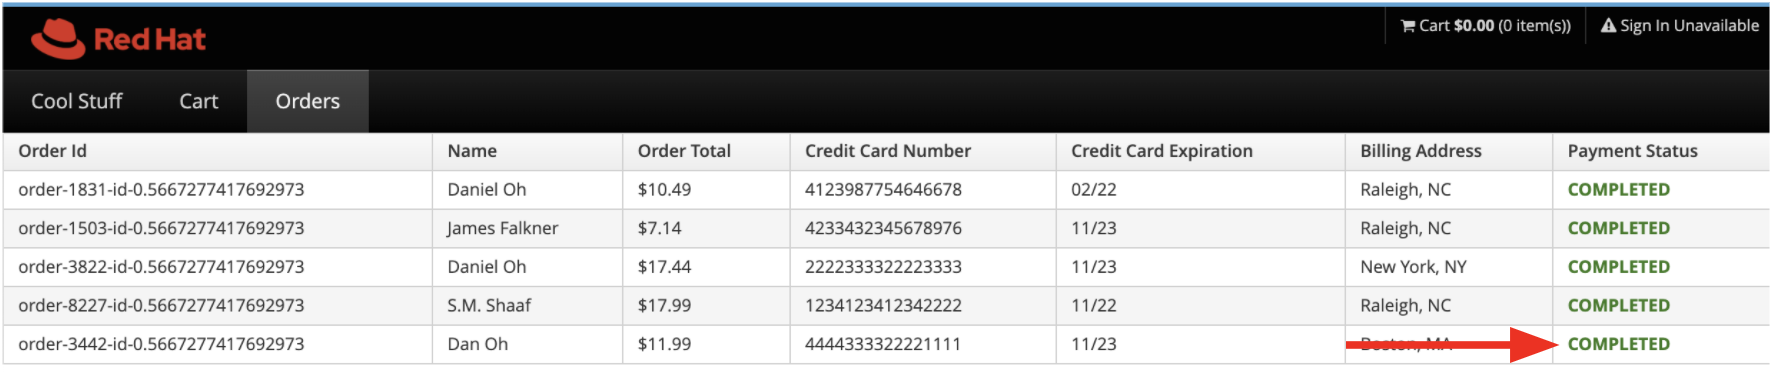 Red Hat
Cart $0.00 (0 item(s)) Sign In Unavailable
Cool Stuff Cart Orders
Order Id Name Order Total Credit Card Number Credit Card Expiration Billing Address Payment Status
order-1831-id-0.5667277417692973 Daniel Oh $10.49 4123987754646678 02/22 Raleigh, NC COMPLETED
order-1503-id-0.5667277417692973 James Falkner $7.14 4233432345678976 11/23 Raleigh, NC COMPLETED
order-3822-id-0.5667277417692973 Daniel Oh $17.44 2222333322223333 11/23 New York, NY COMPLETED
order-8227-id-0.5667277417692973 S.M. Shaaf $17.99 1234123412342222 11/22 Raleigh, NC COMPLETED
order-3442-id-0.5667277417692973 Dan Oh $11.99 4444333322221111 11/23 Boston, MA COMPLETED